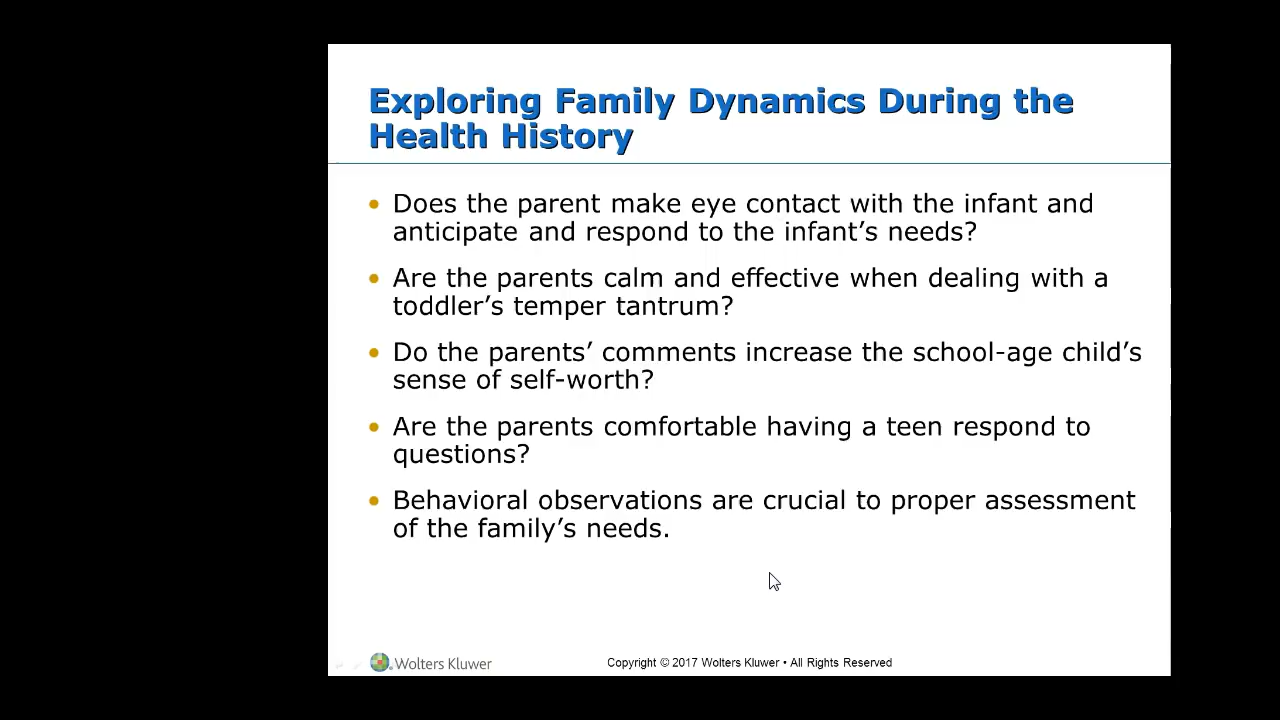 Exploring Family Dynamics During the
Health History
• Does the parent make eye contact with the infant and
anticipate and respond to the infant’s needs?
• Are the parents calm and effective when dealing with a
toddler’s temper tantrum?
• Do the parents’ comments increase the school-age child’s
sense of self-worth?
• Are the parents comfortable having a teen respond to
questions?
• Behavioral observations are crucial to proper assessment
of the family’s needs.
Wolters Kluwer
Copyright © 2017 Wolters Kluwer • All Rights Reserved